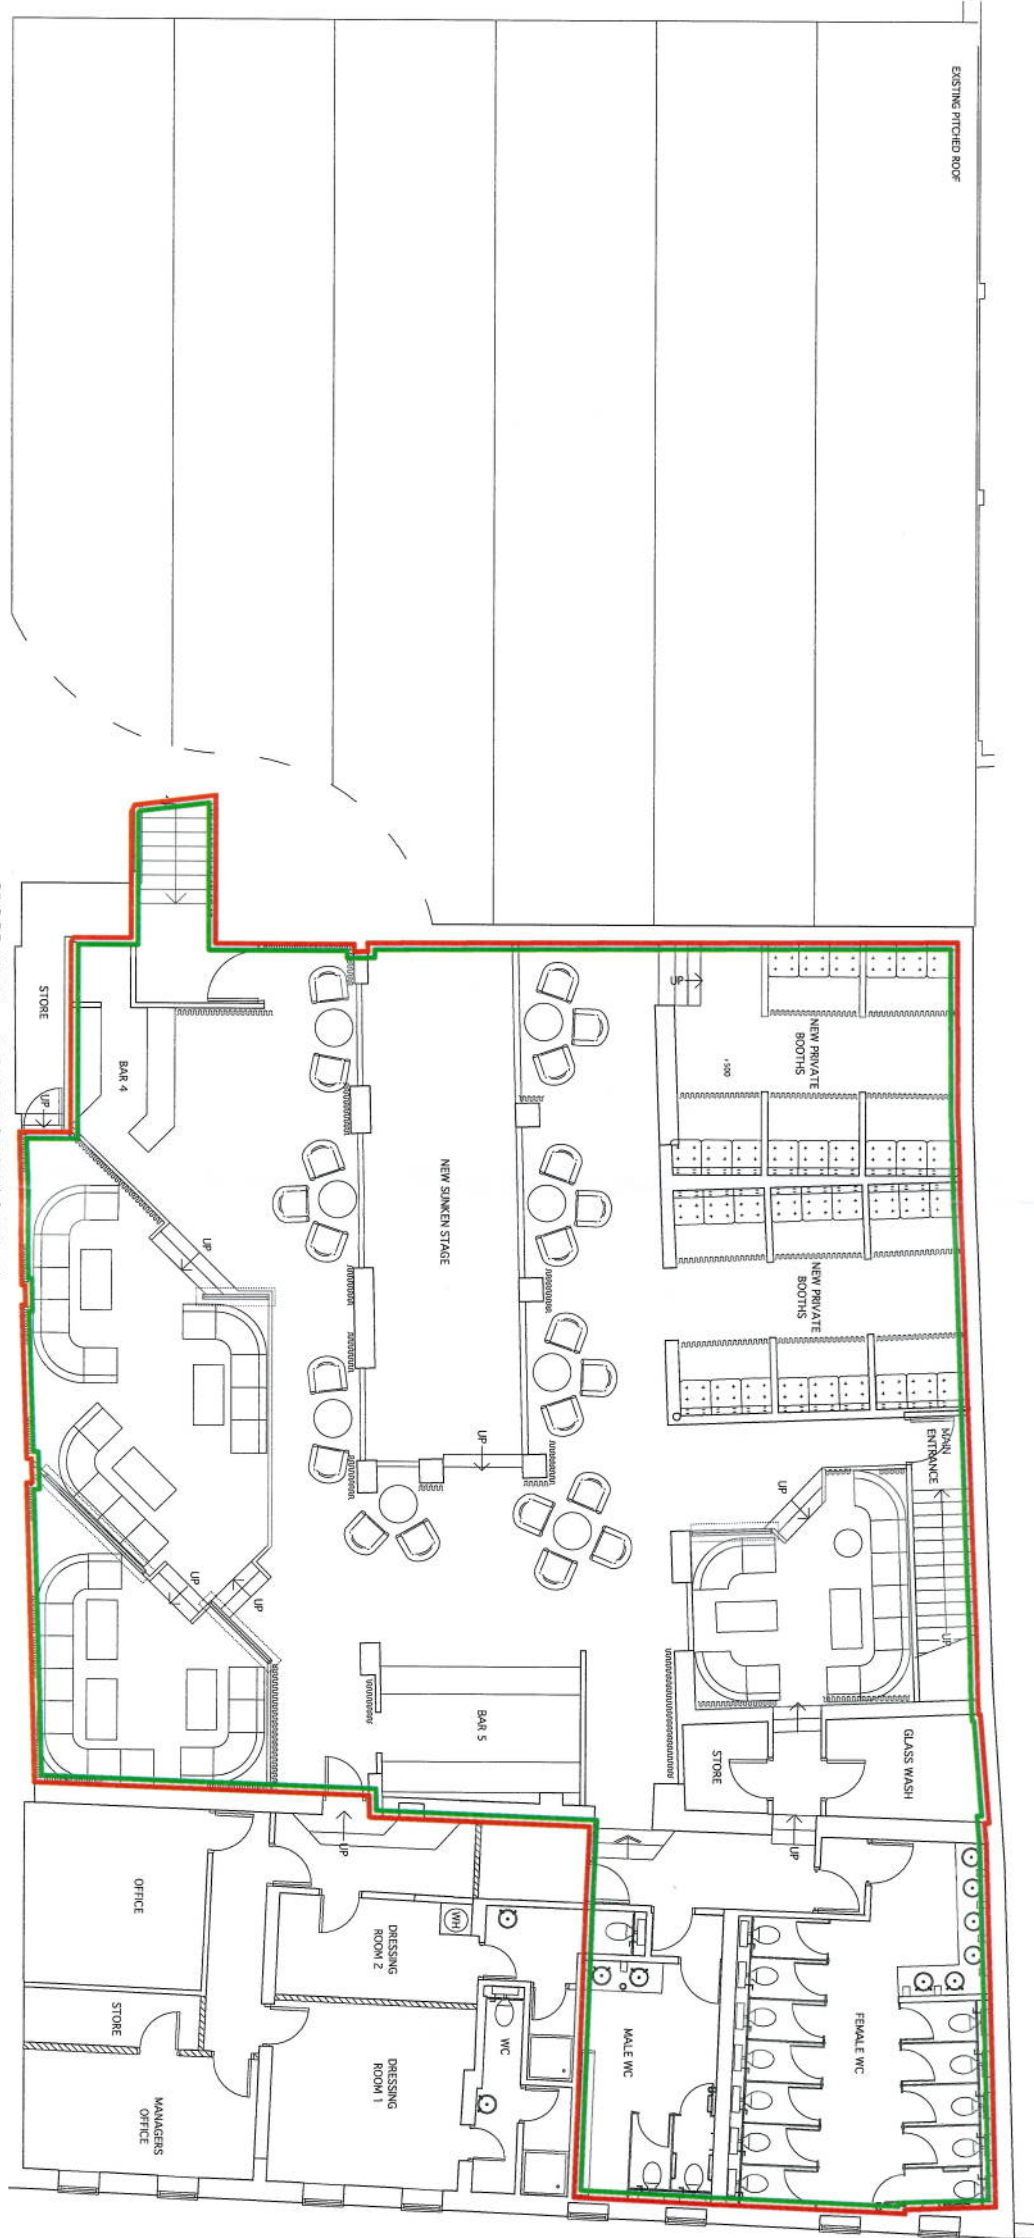 EXISTING PITCHED ROOF
UP
NEW PRIVATE
BOOTHS
+500
STORE
BAR 4
UP
NEW SUNKEN STAGE
UP
NEW PRIVATE
BOOTHS
UP
MAIN
ENTRANCE
UP
UP
UP
UP
BAR 5
STORE
GLASS WASH
UP
UP
OFFICE
DRESSING
ROOM 2
WH
STORE
MANAGERS
OFFICE
DRESSING
ROOM 1
WC
MALE WC
FEMALE WC